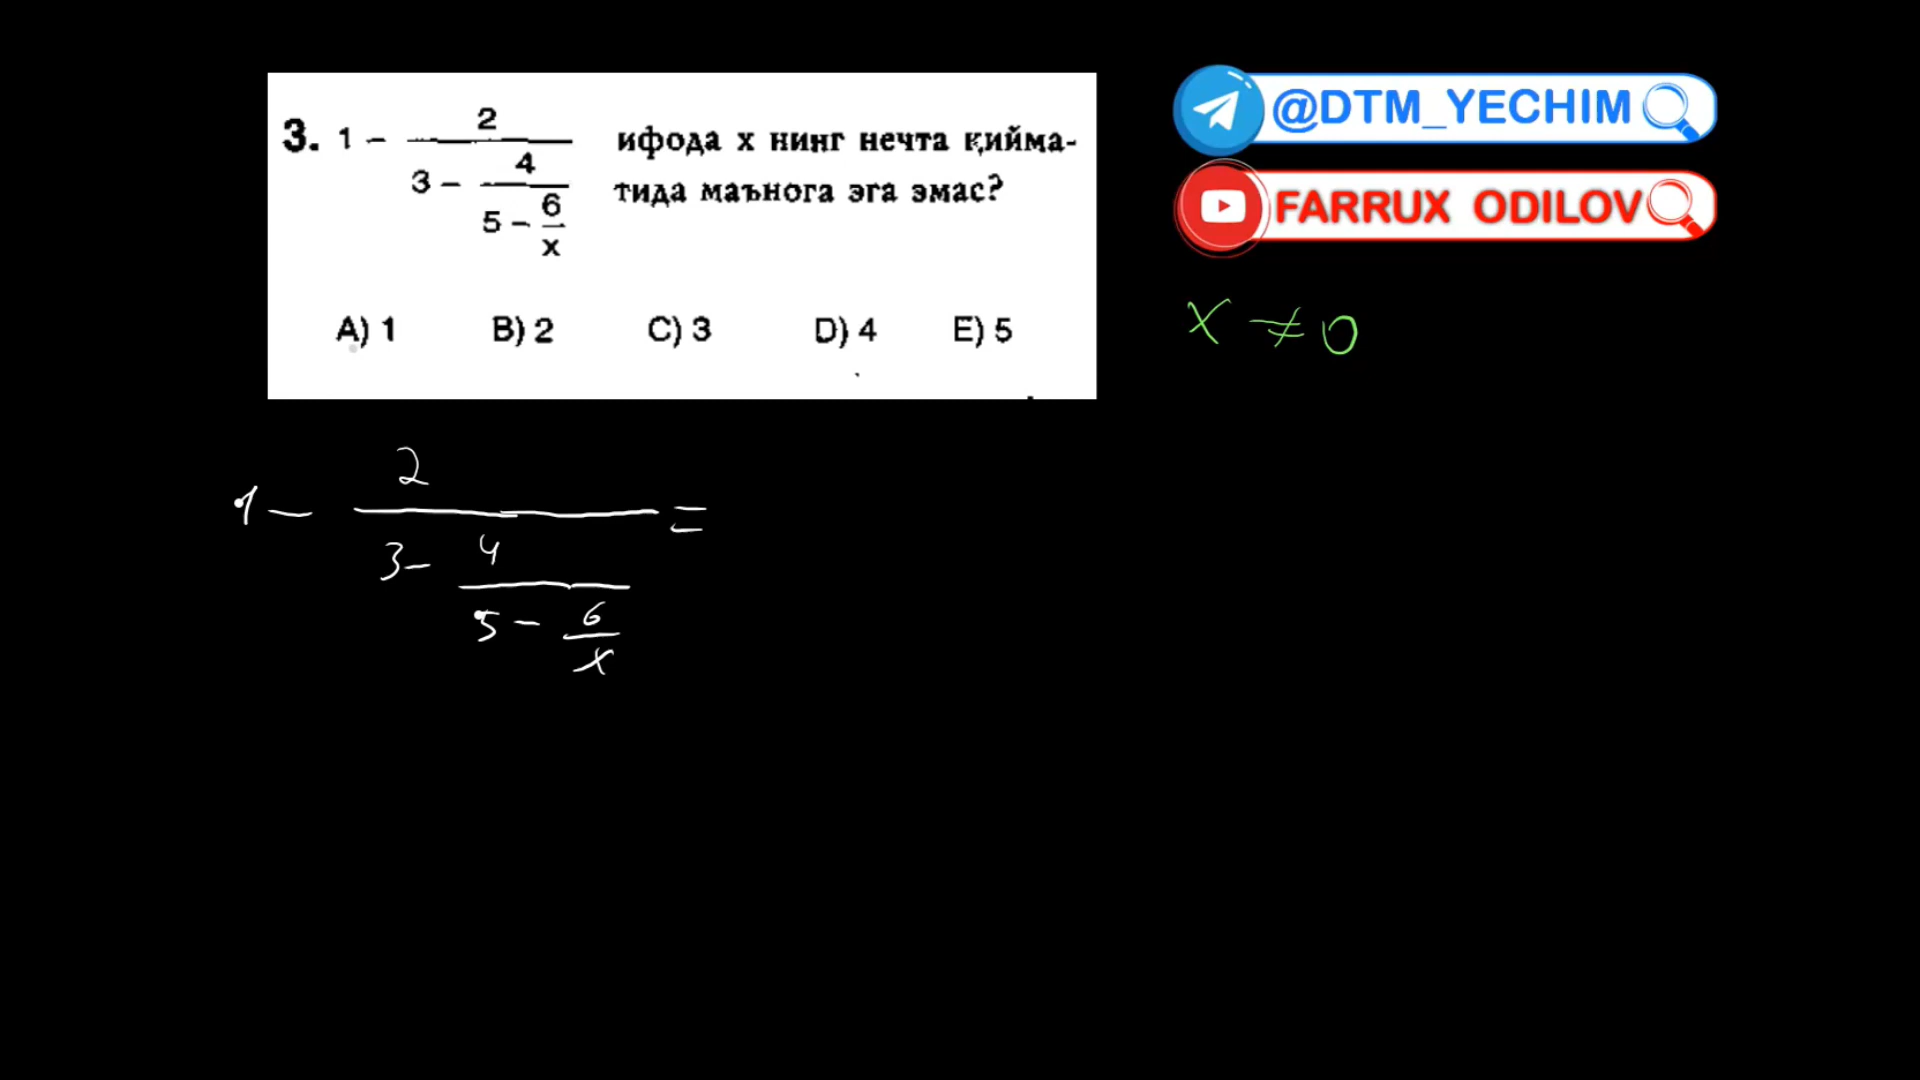 3. 1 - 2 / (3 - 4 / (5 - 6 / x)) ифода х нинг нечта қийма-
тида маънога эга эмас?
A) 1 B) 2 C) 3 D) 4 E) 5
@DTM_YECHIM
FARRUX ODILOV
x ≠ 0
1 - 2 / (3 - 4 / (5 - 6 / x)) =